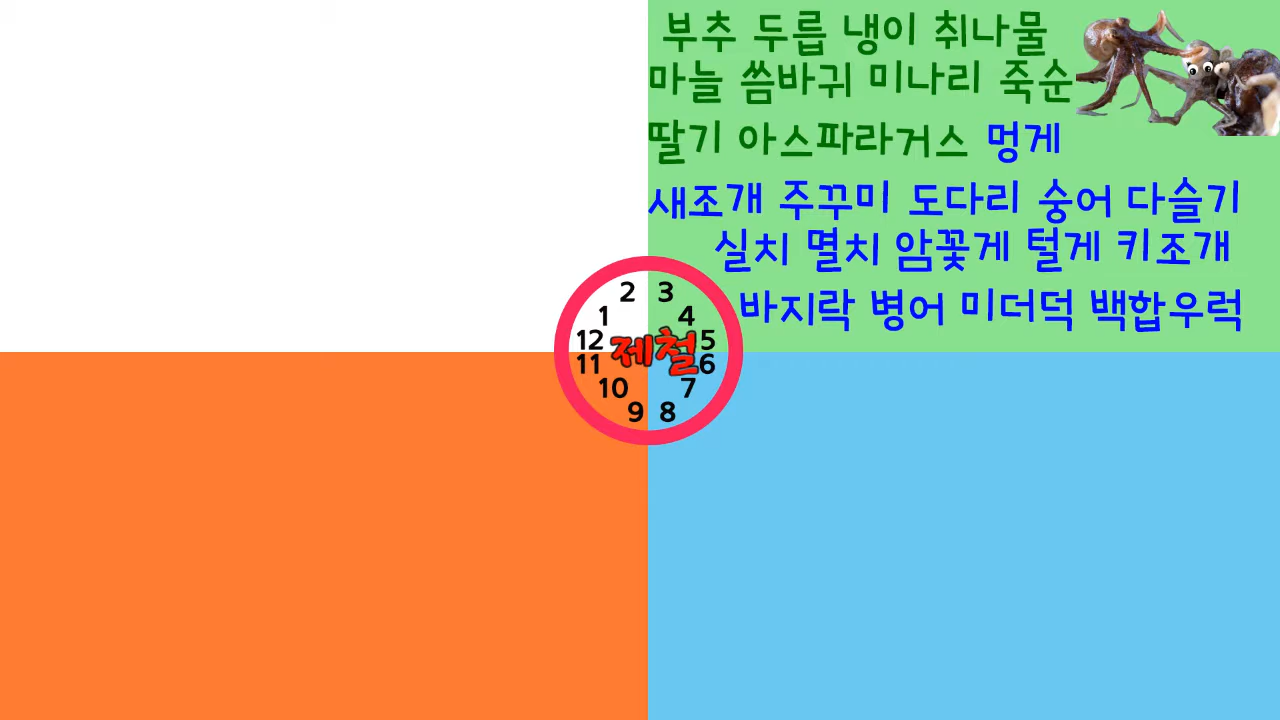 부추 두릅 냉이 취나물
마늘 씀바귀 미나리 죽순
딸기 아스파라거스 멍게
새조개 주꾸미 도다리 숭어 다슬기
실치 멸치 암꽃게 털게 키조개
바지락 병어 미더덕 백합우럭
2 3
1 4
12 제철 5
11 6
10 7
9 8